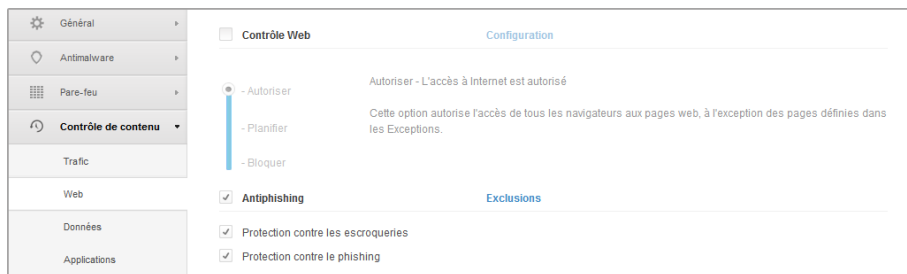 Général
Antimalware
Pare-feu
Contrôle de contenu
Trafic
Web
Données
Applications
Contrôle Web
Configuration
- Autoriser
- Planifier
- Bloquer
Autoriser - L'accès à Internet est autorisé
Cette option autorise l'accès de tous les navigateurs aux pages web, à l'exception des pages définies dans
les Exceptions.
Antiphishing
Exclusions
Protection contre les escroqueries
Protection contre le phishing